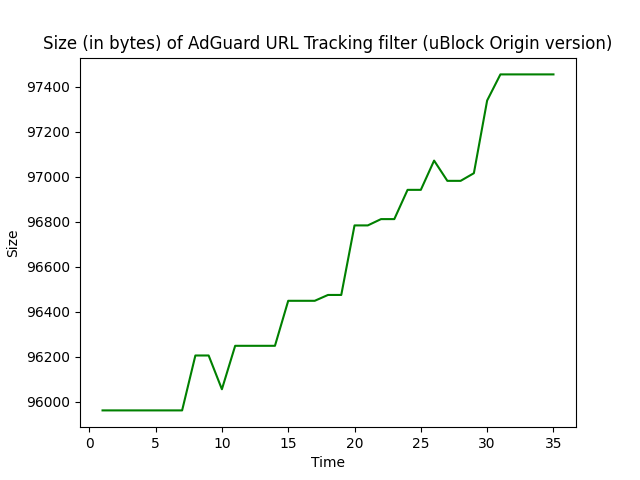 Size (in bytes) of AdGuard URL Tracking filter (uBlock Origin version)
97400
97200
97000
96800
96600
96400
96200
96000
Size
0 5 10 15 20 25 30 35
Time